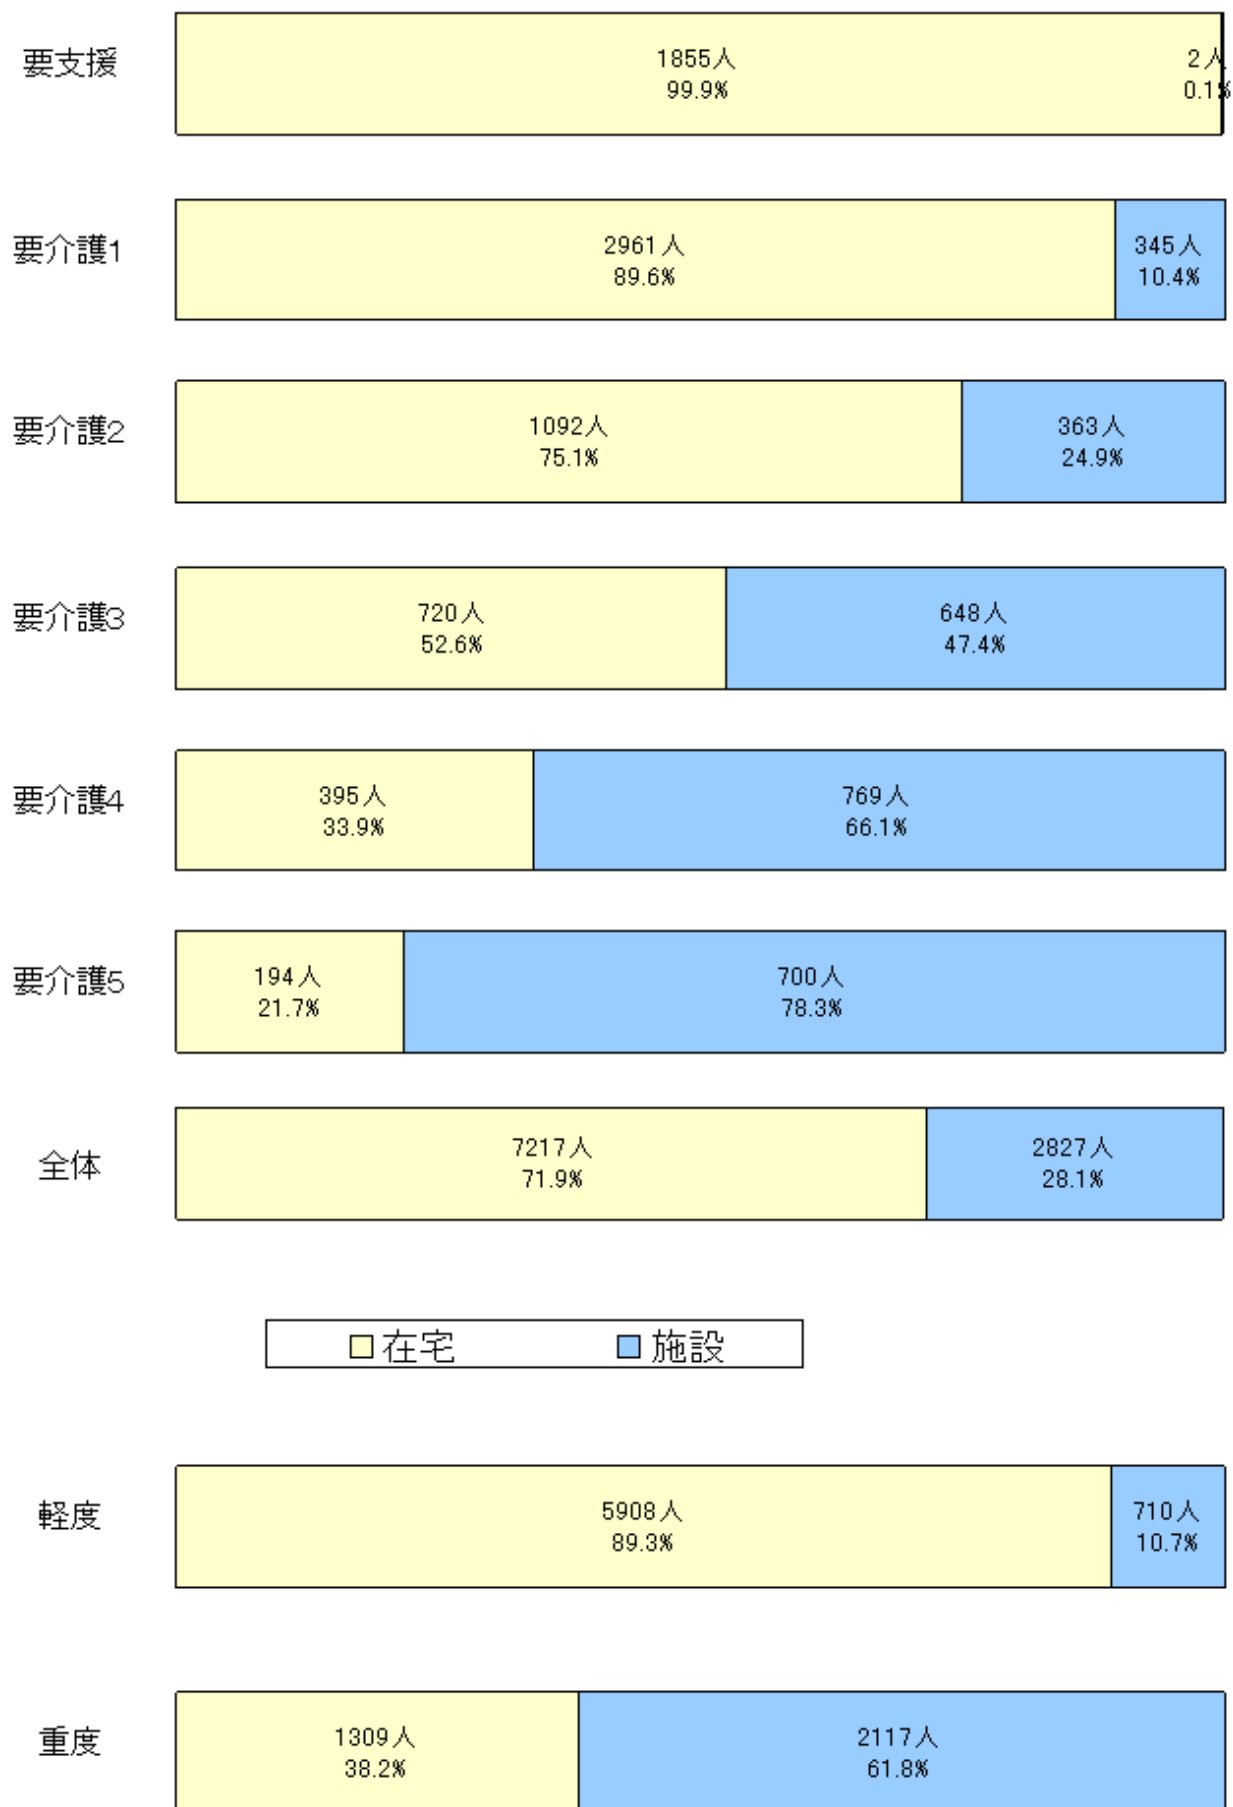 要支援
1855人 2人
99.9% 0.1%
要介護1
2961人 345人
89.6% 10.4%
要介護2
1092人 363人
75.1% 24.9%
要介護3
720人 648人
52.6% 47.4%
要介護4
395人 769人
33.9% 66.1%
要介護5
194人 700人
21.7% 78.3%
全体
7217人 2827人
71.9% 28.1%
在宅 施設
軽度
5908人 710人
89.3% 10.7%
重度
1309人 2117人
38.2% 61.8%